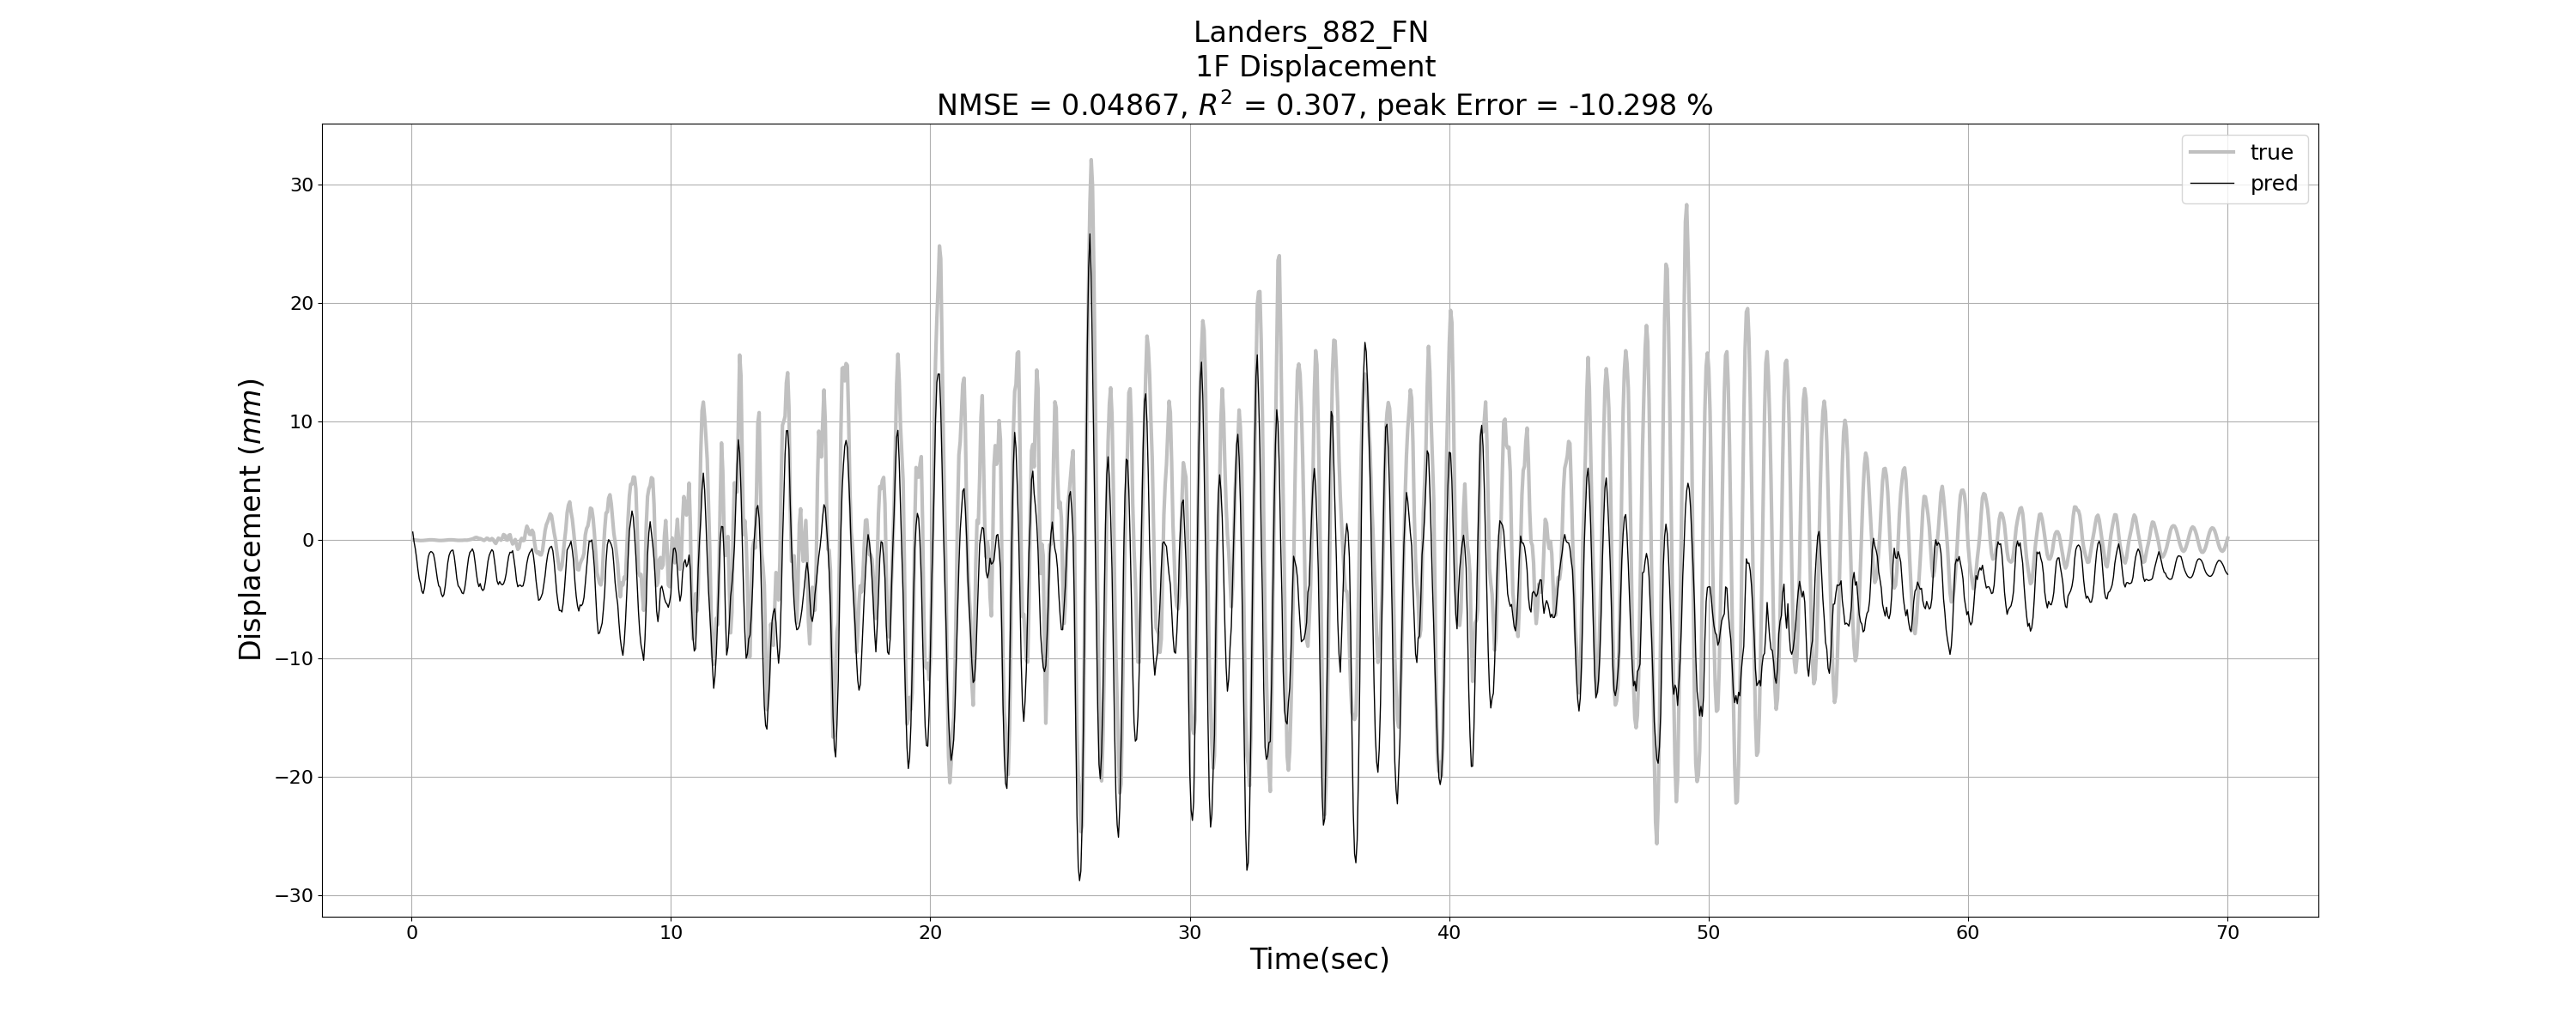 Landers_882_FN
1F Displacement
NMSE = 0.04867, R² = 0.307, peak Error = -10.298 %
true
pred
Displacement (mm)
30
20
10
0
−10
−20
−30
0 10 20 30 40 50 60 70
Time(sec)